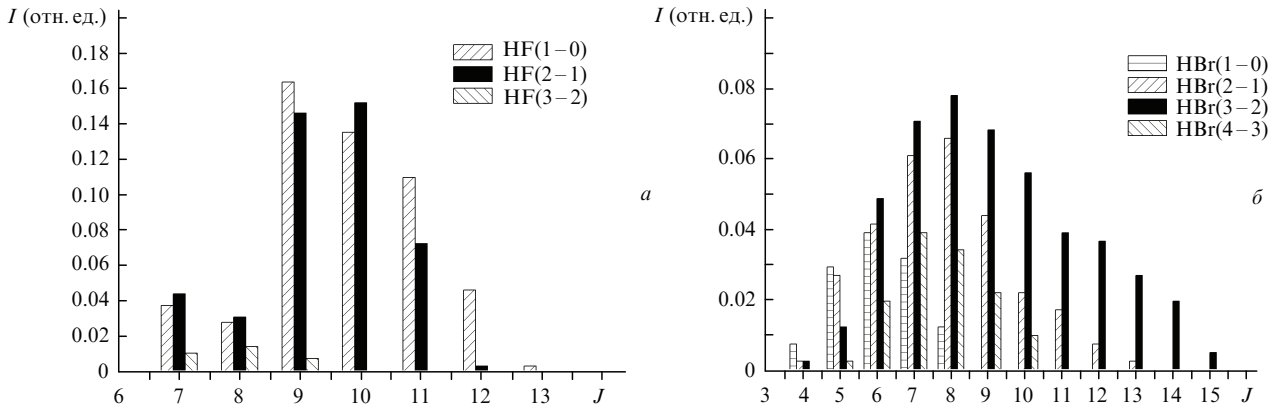 I (отн. ед.)
0.18
0.16
0.14
0.12
0.10
0.08
0.06
0.04
0.02
0
6 7 8 9 10 11 12 13 J
HF(1–0)
HF(2–1)
HF(3–2)
а
I (отн. ед.)
0.08
0.06
0.04
0.02
0
3 4 5 6 7 8 9 10 11 12 13 14 15 J
HBr(1–0)
HBr(2–1)
HBr(3–2)
HBr(4–3)
б